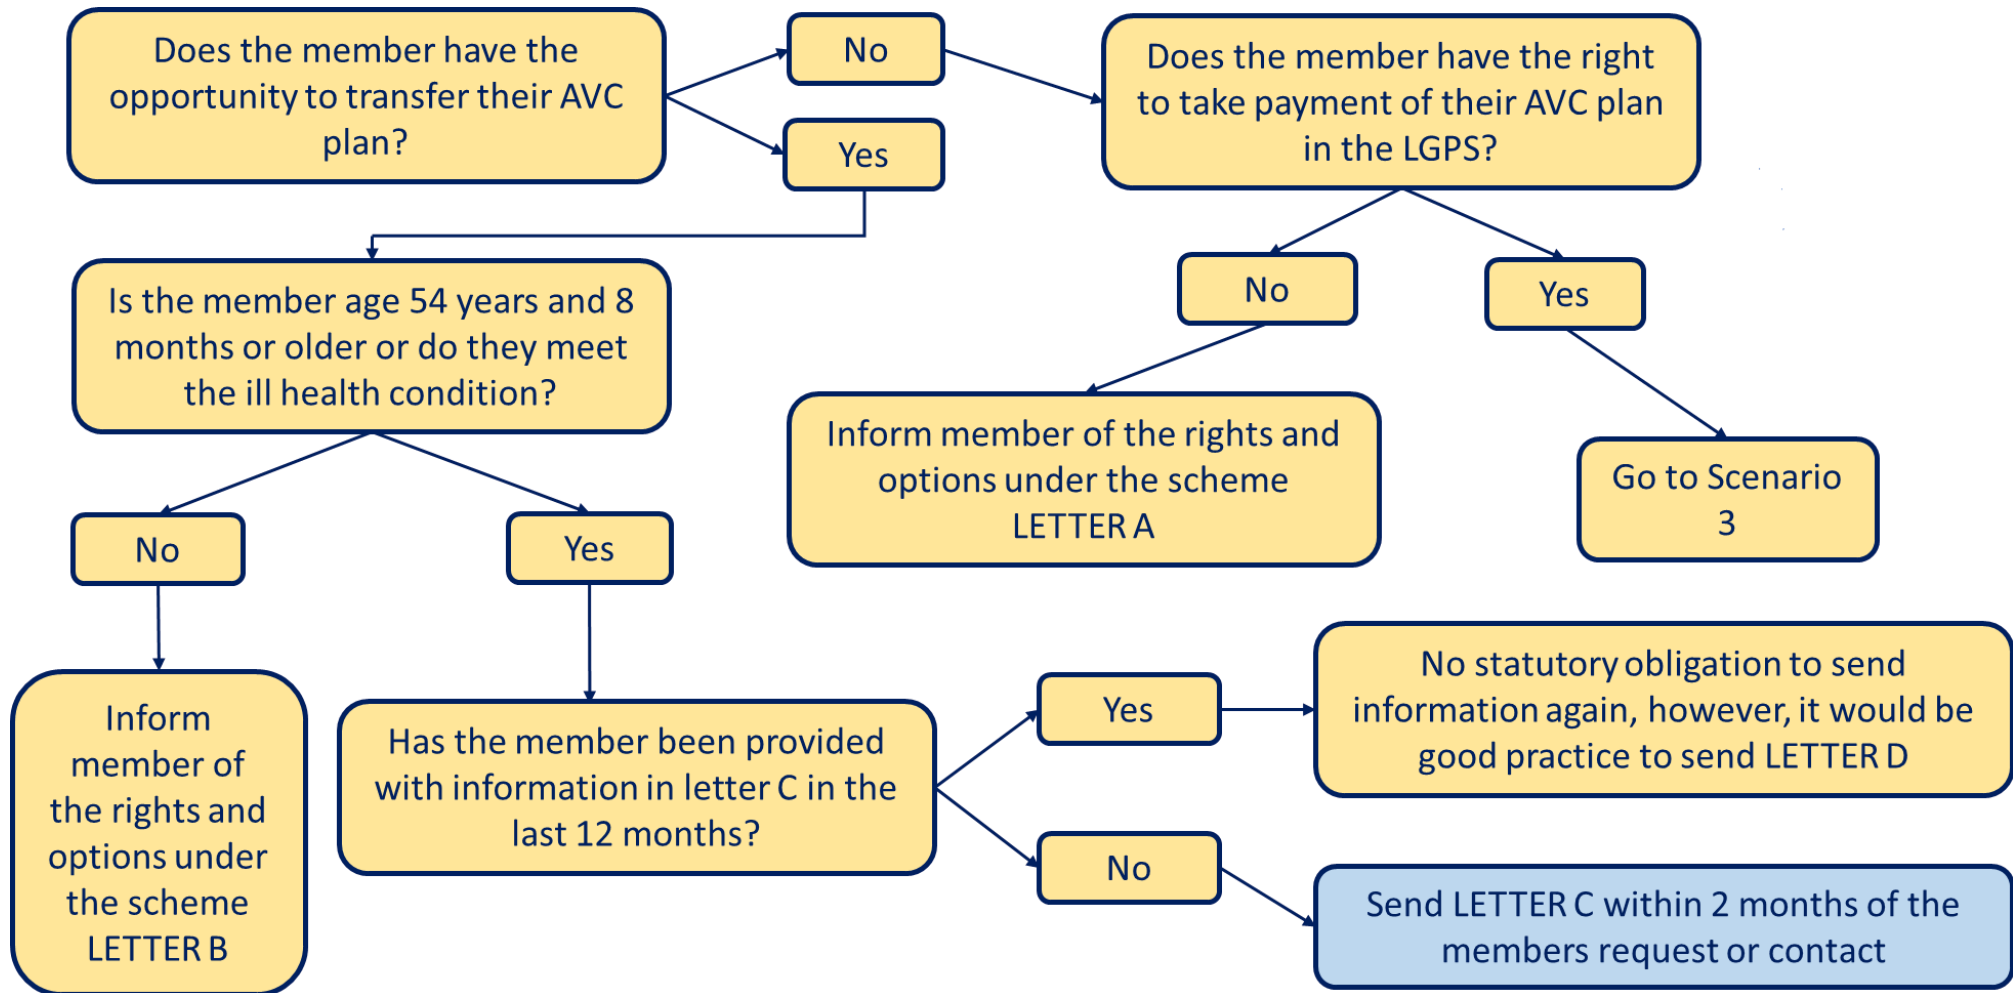 Does the member have the
opportunity to transfer their AVC
plan?
No
Yes
Does the member have the right
to take payment of their AVC plan
in the LGPS?
No
Yes
Is the member age 54 years and 8
months or older or do they meet
the ill health condition?
Inform member of the rights and
options under the scheme
LETTER A
Go to Scenario
3
No
Yes
Inform
member of
the rights and
options under
the scheme
LETTER B
Has the member been provided
with information in letter C in the
last 12 months?
Yes
No
No statutory obligation to send
information again, however, it would be
good practice to send LETTER D
Send LETTER C within 2 months of the
members request or contact